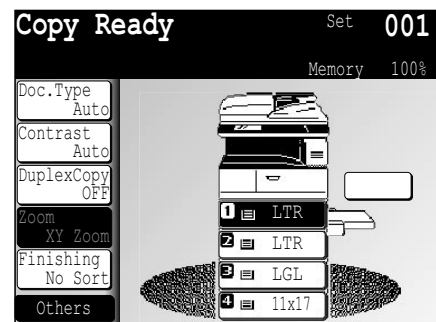 Copy Ready Set 001
Memory 100%
Doc.Type
Auto
Contrast
Auto
DuplexCopy
OFF
Zoom
XY Zoom
Finishing
No Sort
Others
1 LTR
2 LTR
3 LGL
4 11x17